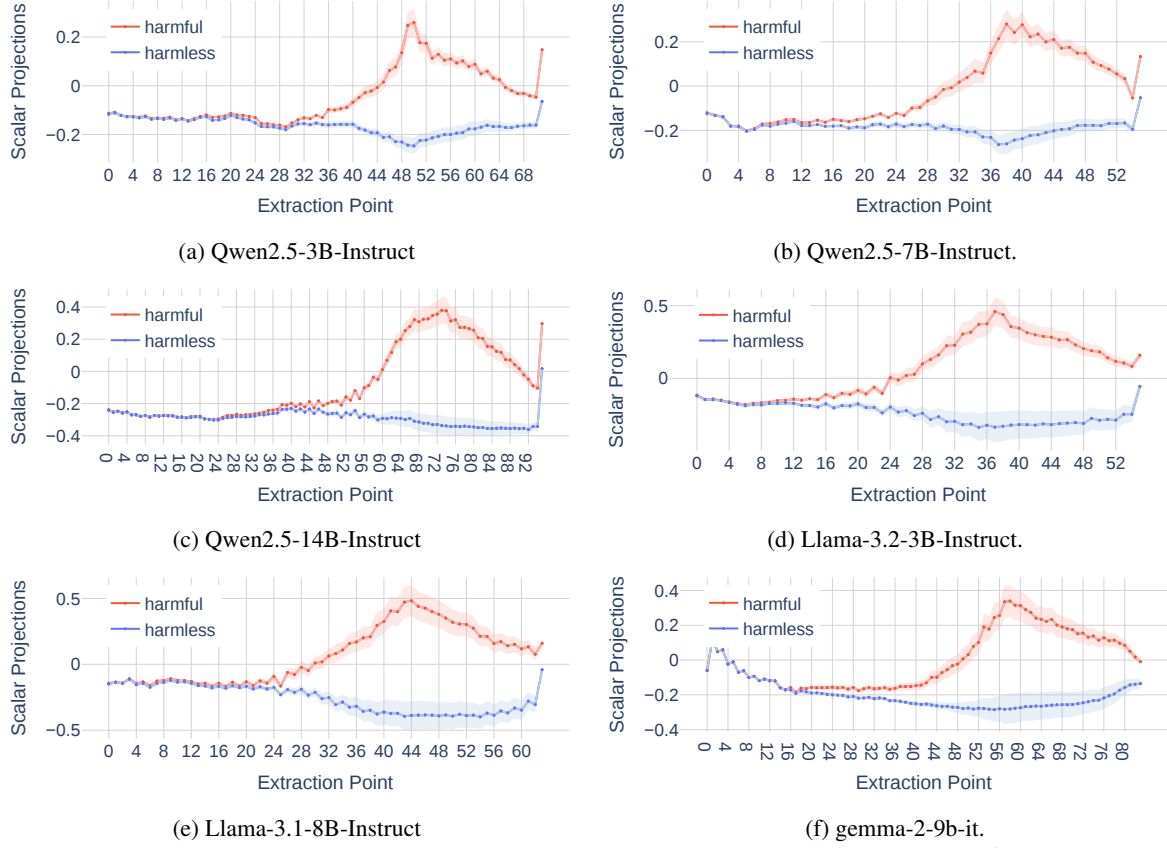 Scalar Projections
0.2
0
−0.2
harmful
harmless
0 4 8 12 16 20 24 28 32 36 40 44 48 52 56 60 64 68
Extraction Point
(a) Qwen2.5-3B-Instruct
Scalar Projections
0.2
0
−0.2
harmful
harmless
0 4 8 12 16 20 24 28 32 36 40 44 48 52
Extraction Point
(b) Qwen2.5-7B-Instruct.
Scalar Projections
0.4
0.2
0
−0.2
−0.4
harmful
harmless
0 4 8 12 16 20 24 28 32 36 40 44 48 52 56 60 64 68 72 76 80 84 88 92
Extraction Point
(c) Qwen2.5-14B-Instruct
Scalar Projections
0.5
0
harmful
harmless
0 4 8 12 16 20 24 28 32 36 40 44 48 52
Extraction Point
(d) Llama-3.2-3B-Instruct.
Scalar Projections
0.5
0
−0.5
harmful
harmless
0 4 8 12 16 20 24 28 32 36 40 44 48 52 56 60
Extraction Point
(e) Llama-3.1-8B-Instruct
Scalar Projections
0.4
0.2
0
−0.2
−0.4
harmful
harmless
0 4 8 12 16 20 24 28 32 36 40 44 48 52 56 60 64 68 72 76 80
Extraction Point
(f) gemma-2-9b-it.